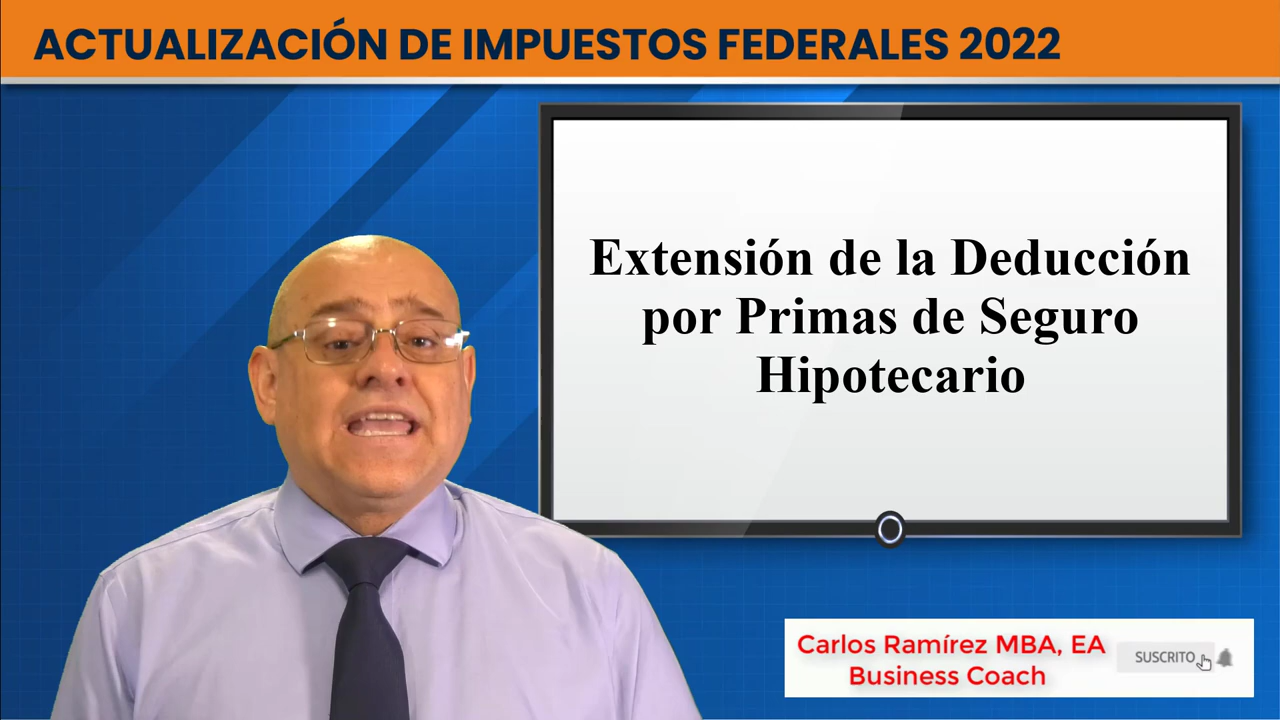 ACTUALIZACIÓN DE IMPUESTOS FEDERALES 2022
Extensión de la Deducción
por Primas de Seguro
Hipotecario
Carlos Ramírez MBA, EA
Business Coach
SUSCRITO